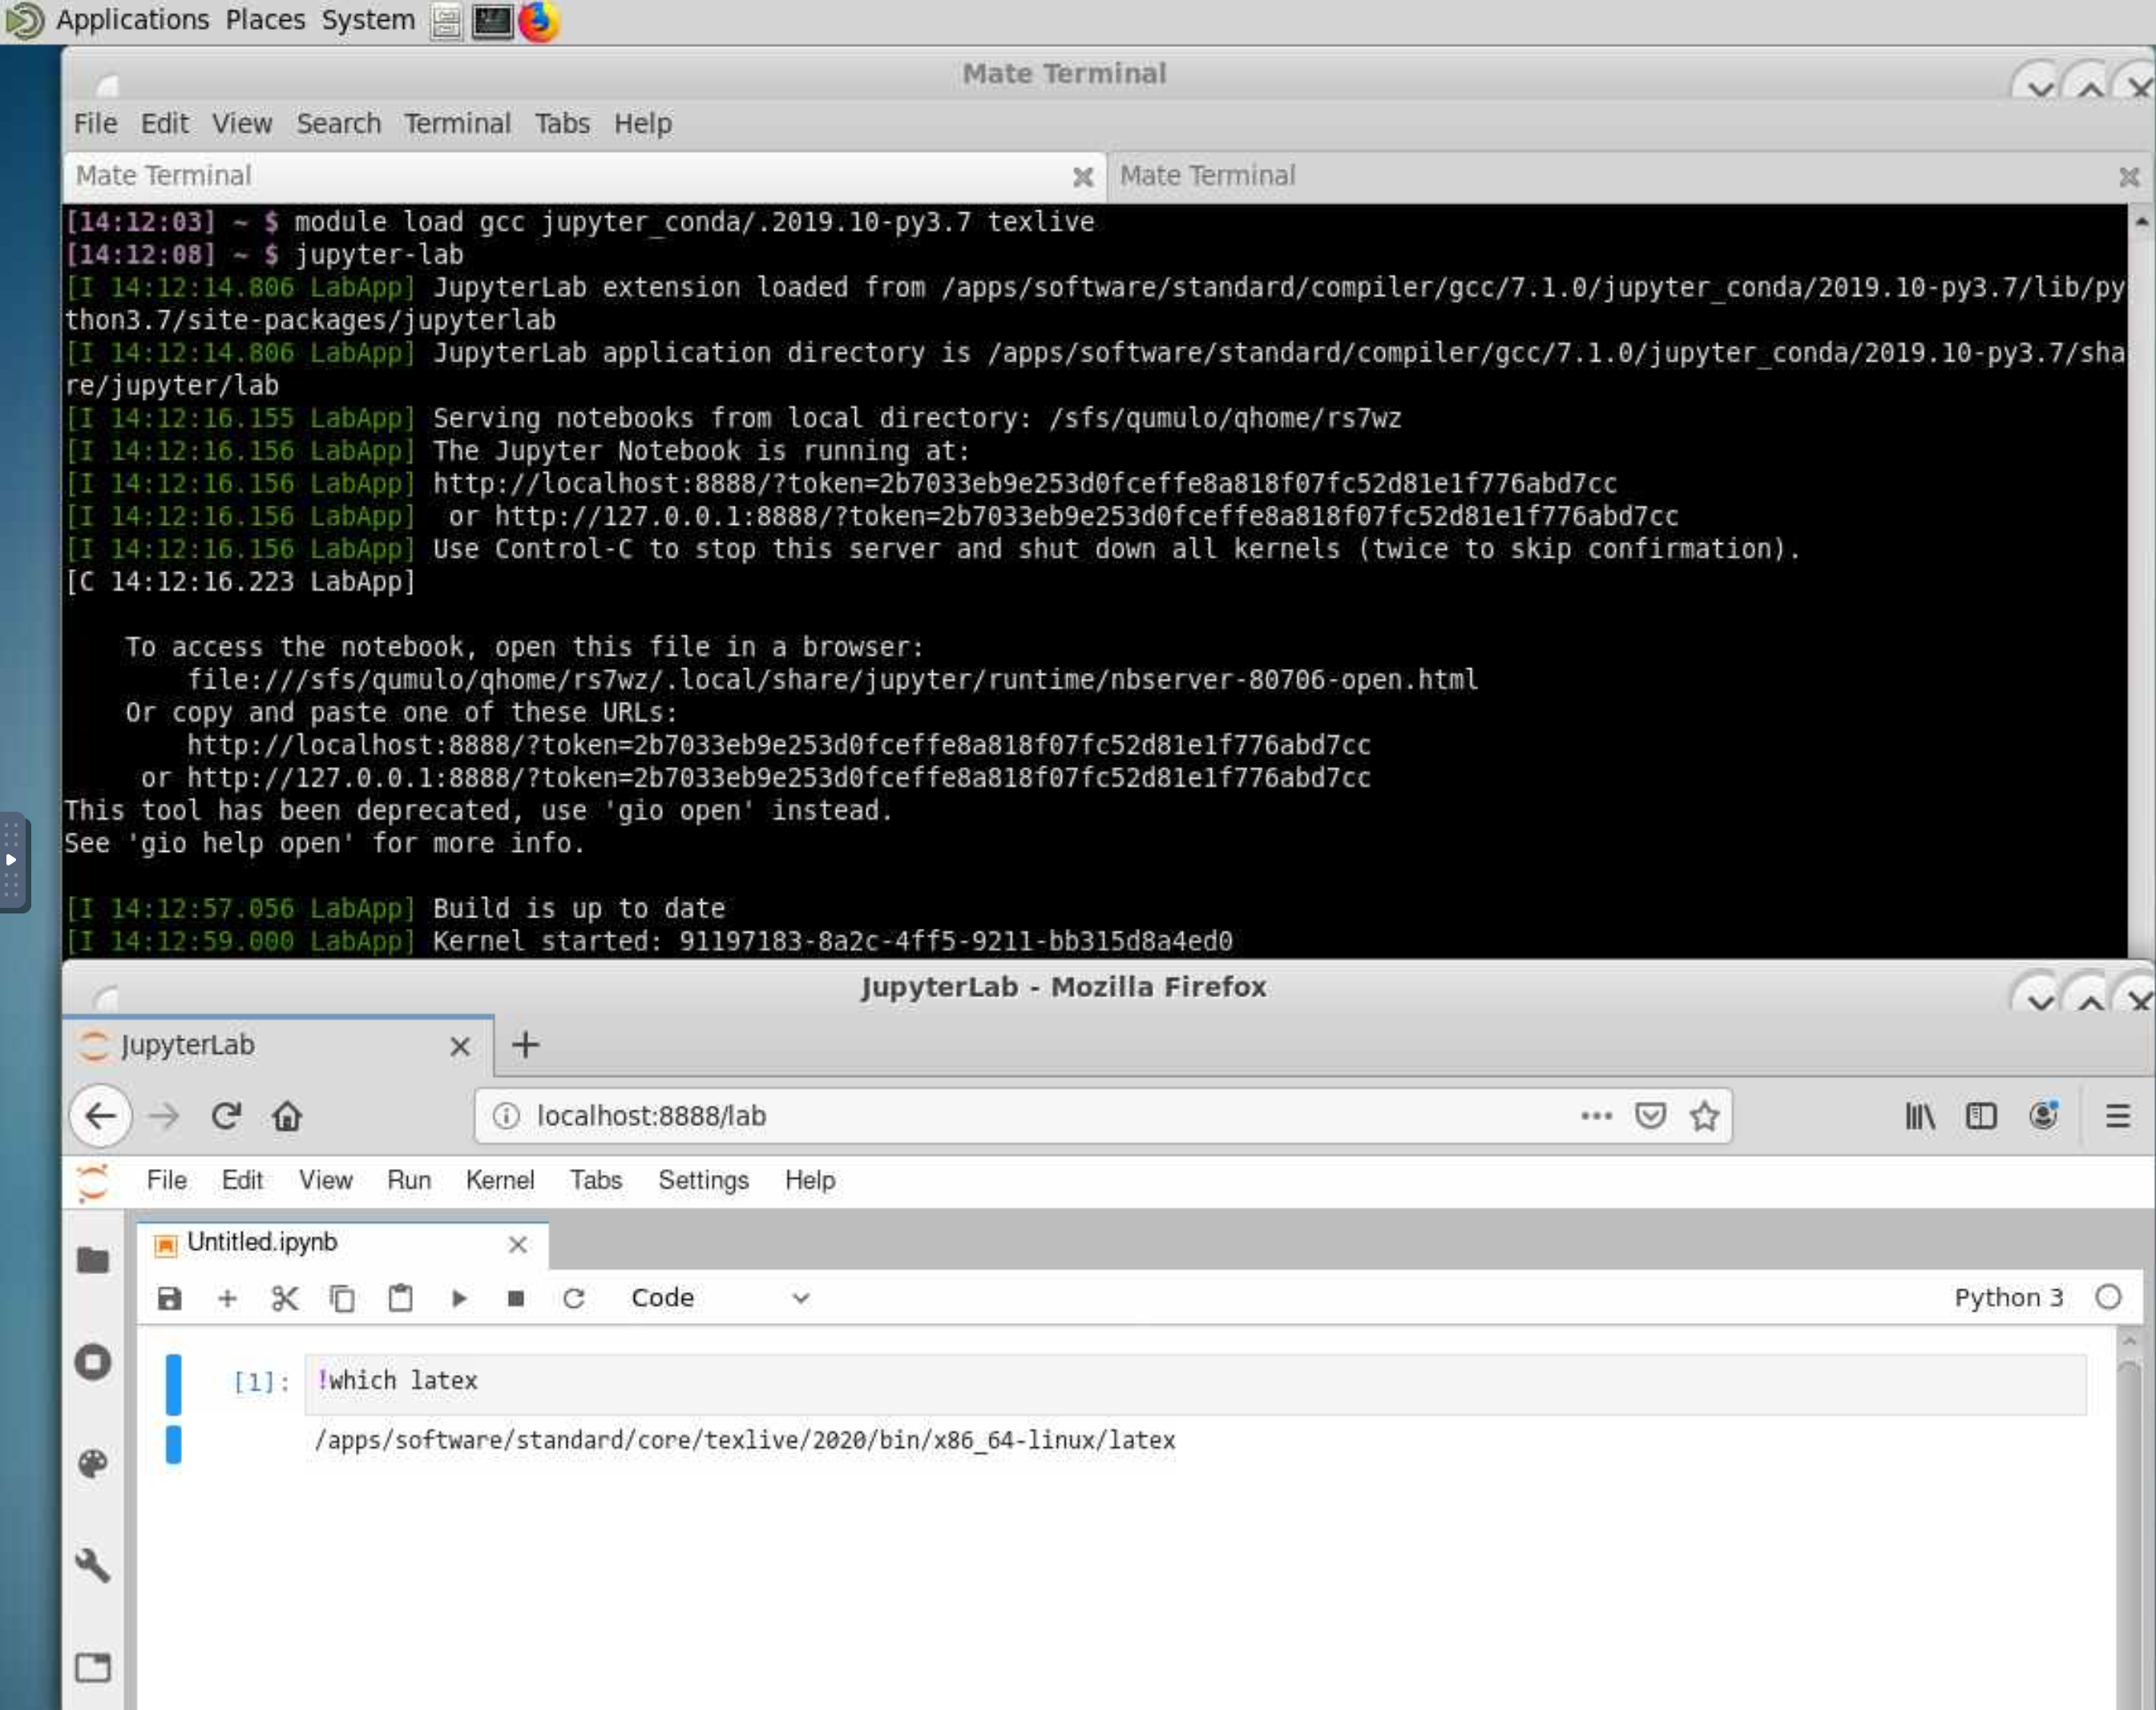 Applications Places System
Mate Terminal
File Edit View Search Terminal Tabs Help
Mate Terminal Mate Terminal
[14:12:03] ~ $ module load gcc jupyter_conda/.2019.10-py3.7 texlive
[14:12:08] ~ $ jupyter-lab
[I 14:12:14.806 LabApp] JupyterLab extension loaded from /apps/software/standard/compiler/gcc/7.1.0/jupyter_conda/2019.10-py3.7/lib/py
thon3.7/site-packages/jupyterlab
[I 14:12:14.806 LabApp] JupyterLab application directory is /apps/software/standard/compiler/gcc/7.1.0/jupyter_conda/2019.10-py3.7/sha
re/jupyter/lab
[I 14:12:16.155 LabApp] Serving notebooks from local directory: /sfs/qumulo/qhome/rs7wz
[I 14:12:16.156 LabApp] The Jupyter Notebook is running at:
[I 14:12:16.156 LabApp] http://localhost:8888/?token=2b7033eb9e253d0fceffe8a818f07fc52d81e1f776abd7cc
[I 14:12:16.156 LabApp]  or http://127.0.0.1:8888/?token=2b7033eb9e253d0fceffe8a818f07fc52d81e1f776abd7cc
[I 14:12:16.156 LabApp] Use Control-C to stop this server and shut down all kernels (twice to skip confirmation).
[C 14:12:16.223 LabApp]
To access the notebook, open this file in a browser:
file:///sfs/qumulo/qhome/rs7wz/.local/share/jupyter/runtime/nbserver-80706-open.html
Or copy and paste one of these URLs:
http://localhost:8888/?token=2b7033eb9e253d0fceffe8a818f07fc52d81e1f776abd7cc
or http://127.0.0.1:8888/?token=2b7033eb9e253d0fceffe8a818f07fc52d81e1f776abd7cc
This tool has been deprecated, use 'gio open' instead.
See 'gio help open' for more info.
[I 14:12:57.056 LabApp] Build is up to date
[I 14:12:59.000 LabApp] Kernel started: 91197183-8a2c-4ff5-9211-bb315d8a4ed0
JupyterLab - Mozilla Firefox
JupyterLab
localhost:8888/lab
File Edit View Run Kernel Tabs Settings Help
Untitled.ipynb
Code Python 3
[1]: !which latex
/apps/software/standard/core/texlive/2020/bin/x86_64-linux/latex